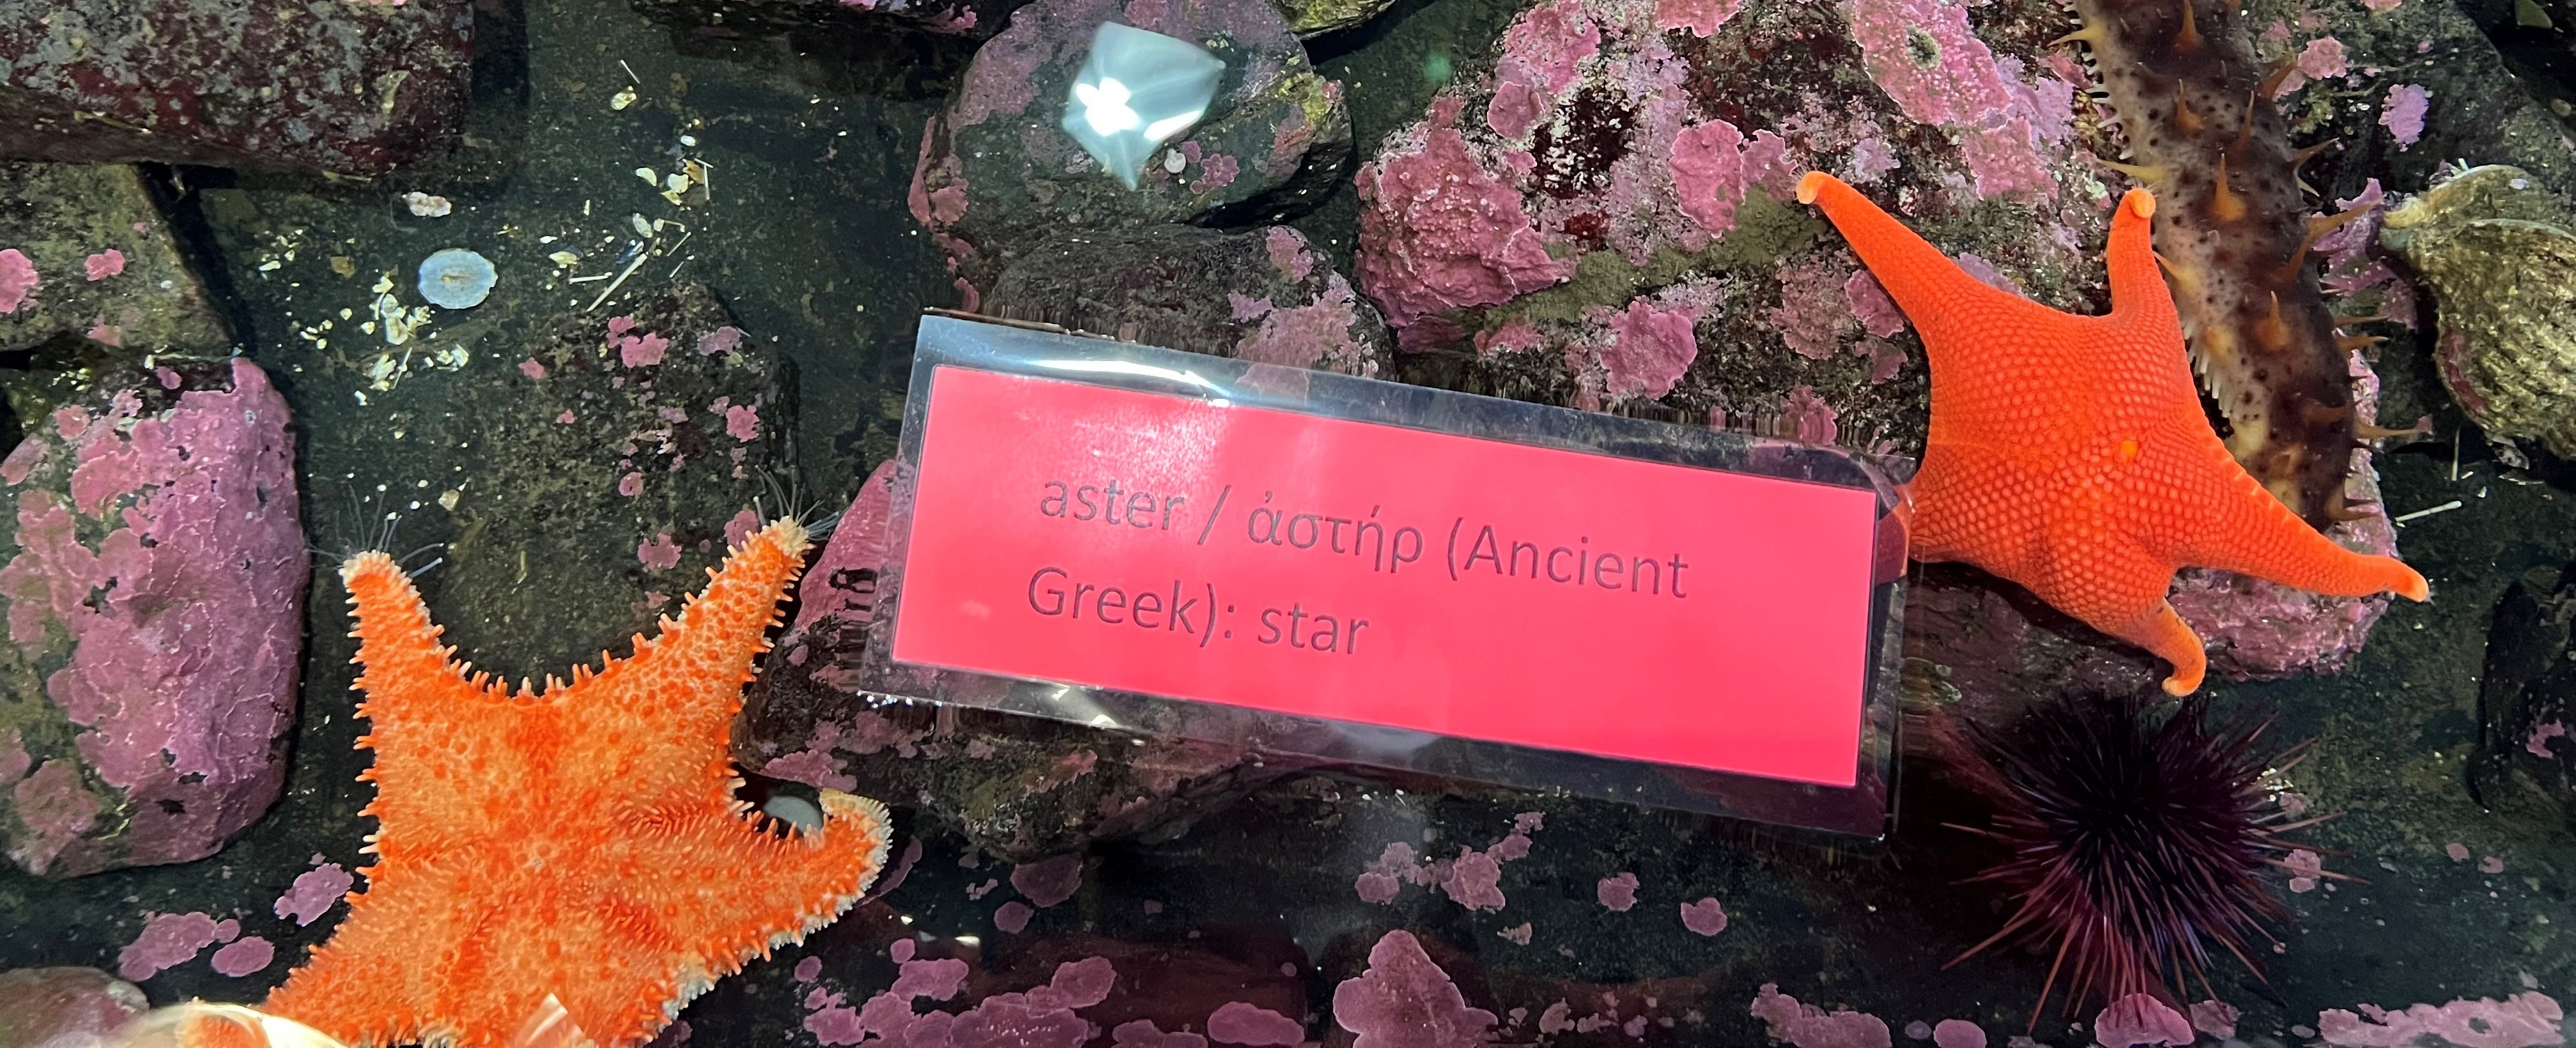 aster / ἀστήρ (Ancient
Greek): star